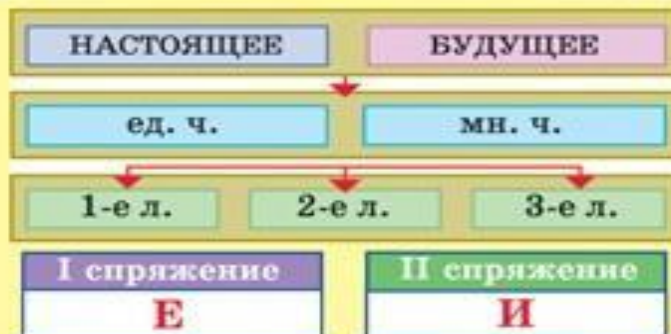 НАСТОЯЩЕЕ БУДУЩЕЕ
ед. ч. мн. ч.
1-е л. 2-е л. 3-е л.
I спряжение II спряжение
Е И